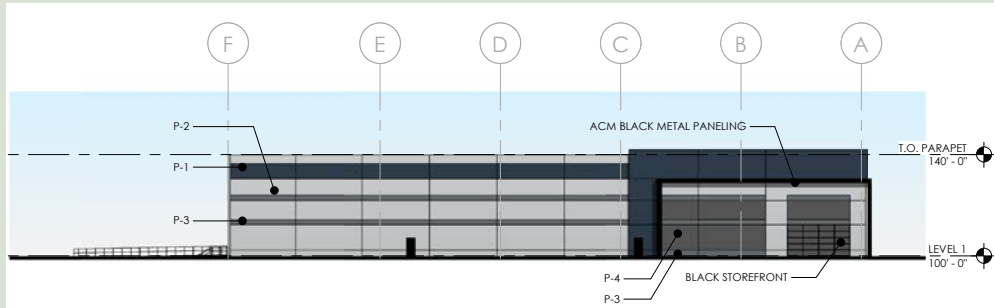 F E D C B A
P-2
ACM BLACK METAL PANELING
P-1
T.O. PARAPET
140' - 0"
P-3
LEVEL 1
100' - 0"
P-4
BLACK STOREFRONT
P-3